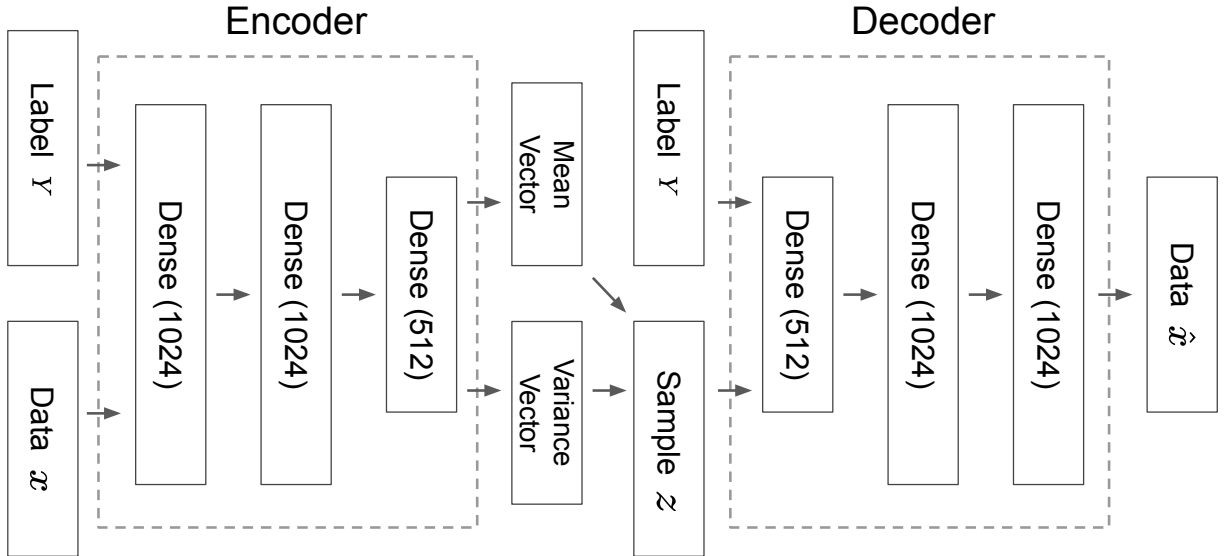 Encoder
Decoder
Label Y
Data x
Dense (1024)
Dense (1024)
Dense (512)
Mean
Vector
Variance
Vector
Label Y
Sample z
Dense (512)
Dense (1024)
Dense (1024)
Data x̂